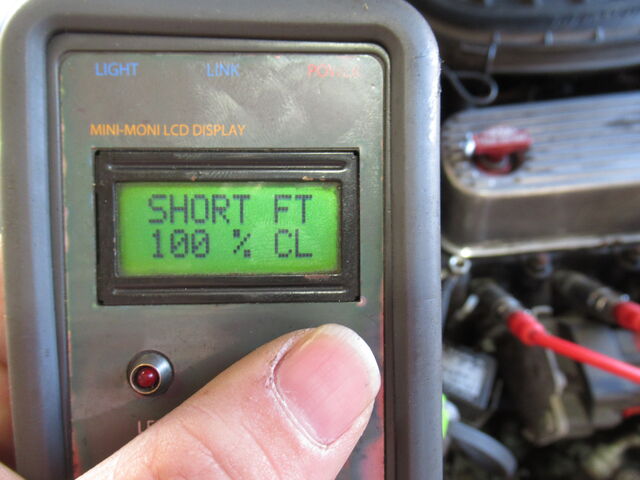 LIGHT LINK
MINI-MONI LCD DISPLAY
SHORT FT
100 % CL